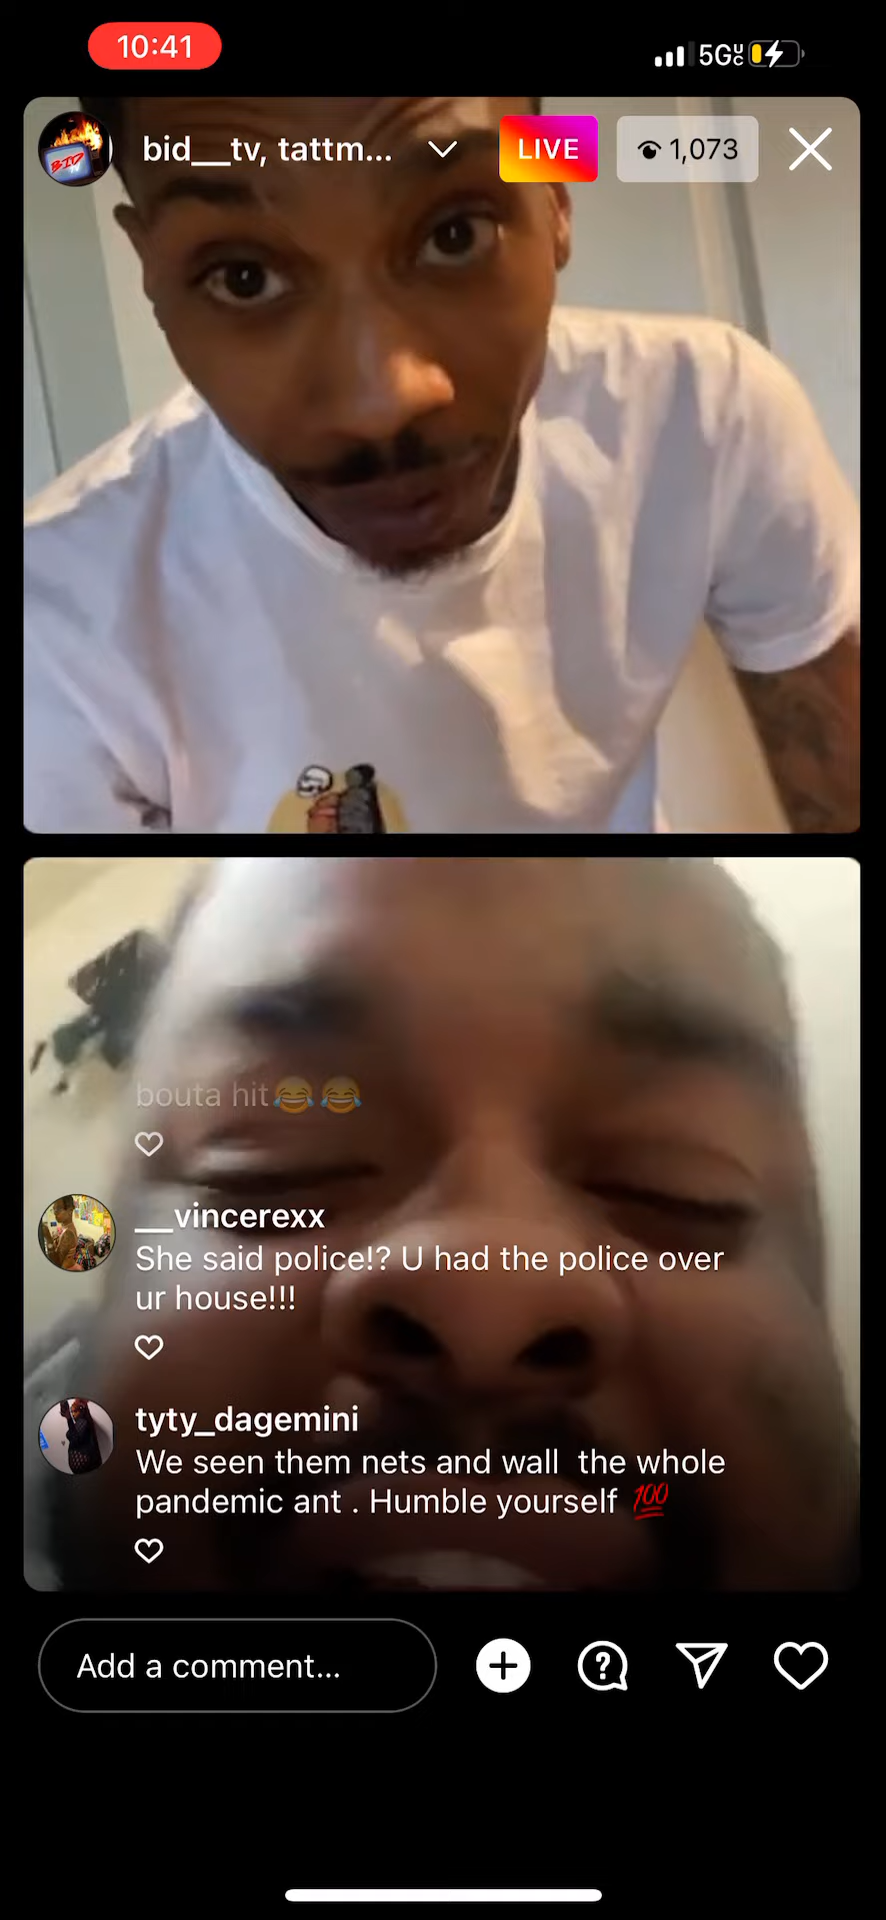 10:41
5G
bid__tv, tattm...
LIVE
1,073
BID
bouta hit😂😂
__vincerexx
She said police!? U had the police over
ur house!!!
tyty_dagemini
We seen them nets and wall  the whole
pandemic ant . Humble yourself 💯
Add a comment...